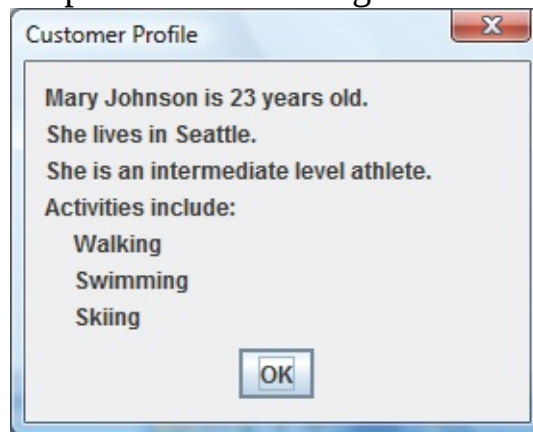 Customer Profile
Mary Johnson is 23 years old.
She lives in Seattle.
She is an intermediate level athlete.
Activities include:
Walking
Swimming
Skiing
OK